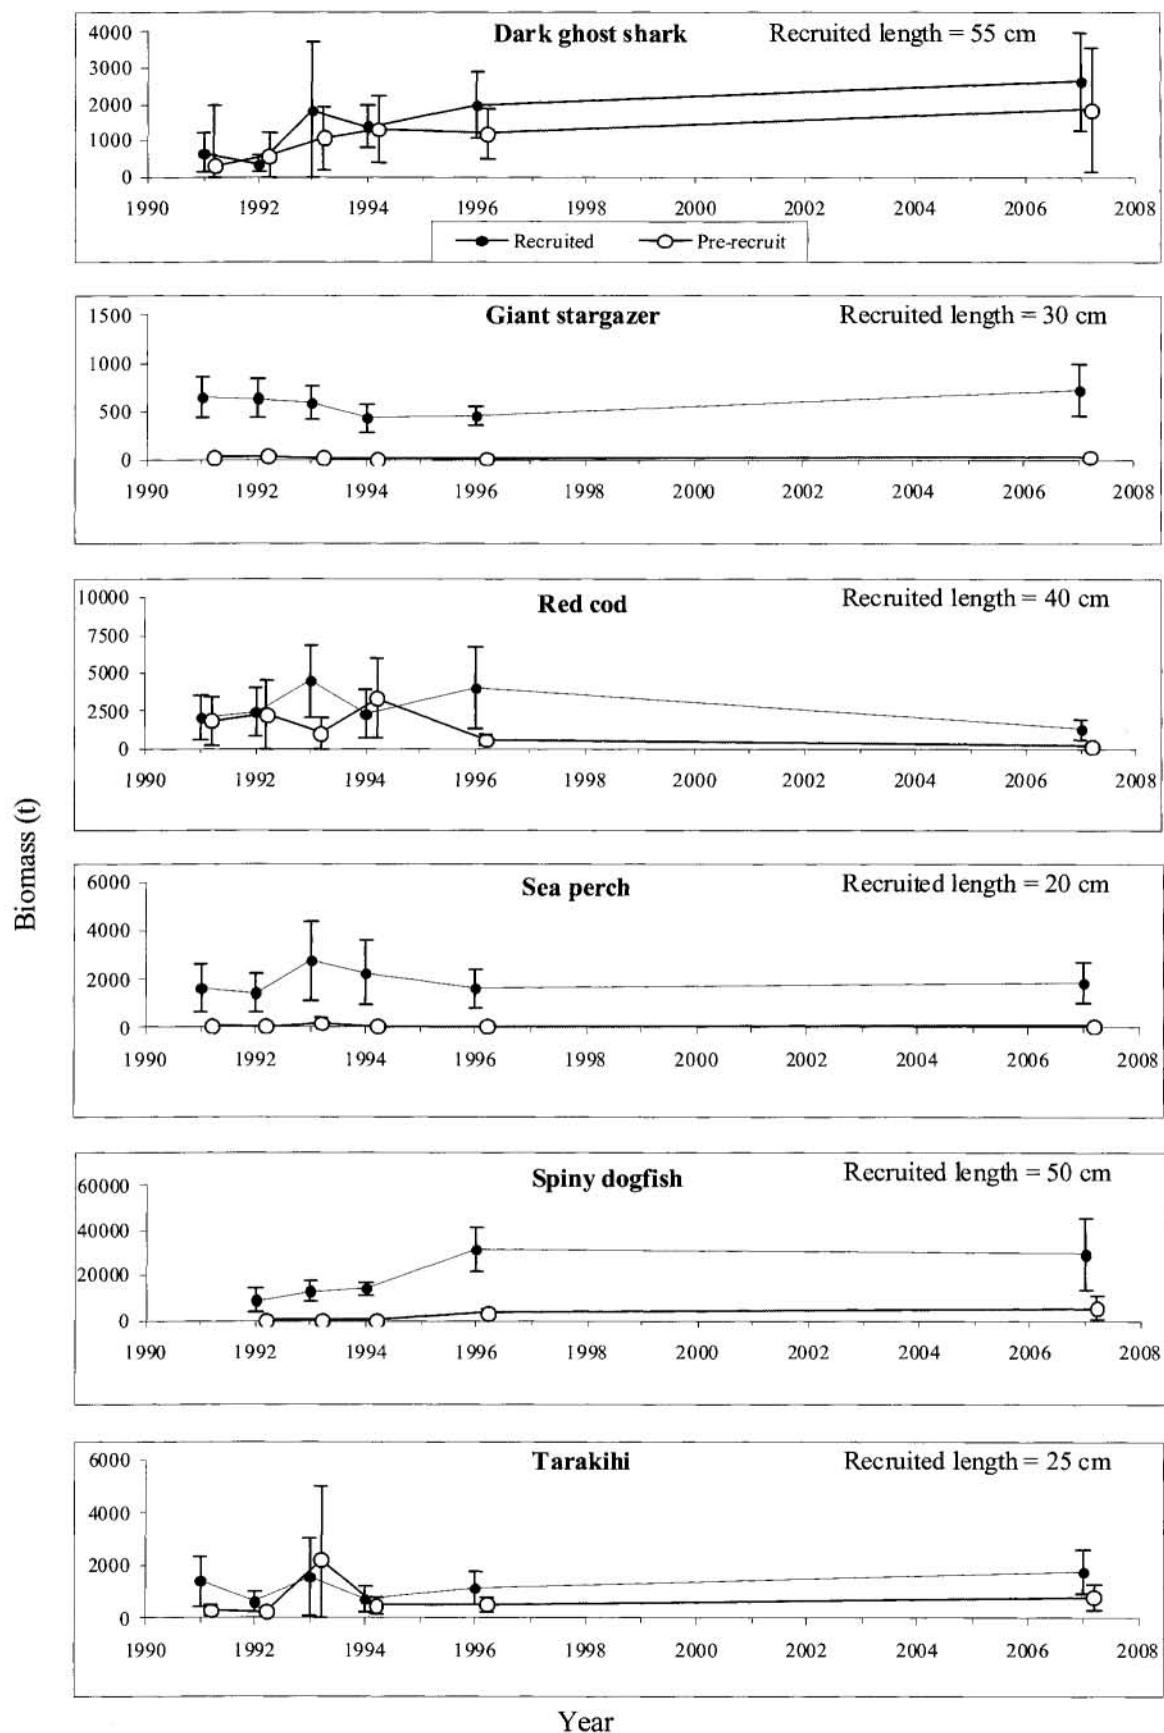 Dark ghost shark Recruited length = 55 cm
4000
3000
2000
1000
0
1990 1992 1994 1996 1998 2000 2002 2004 2006 2008
Recruited Pre-recruit
Giant stargazer Recruited length = 30 cm
1500
1000
500
0
1990 1992 1994 1996 1998 2000 2002 2004 2006 2008
Red cod Recruited length = 40 cm
10000
7500
5000
2500
0
1990 1992 1994 1996 1998 2000 2002 2004 2006 2008
Biomass (t)
Sea perch Recruited length = 20 cm
6000
4000
2000
0
1990 1992 1994 1996 1998 2000 2002 2004 2006 2008
Spiny dogfish Recruited length = 50 cm
60000
40000
20000
0
1990 1992 1994 1996 1998 2000 2002 2004 2006 2008
Tarakihi Recruited length = 25 cm
6000
4000
2000
0
1990 1992 1994 1996 1998 2000 2002 2004 2006 2008
Year